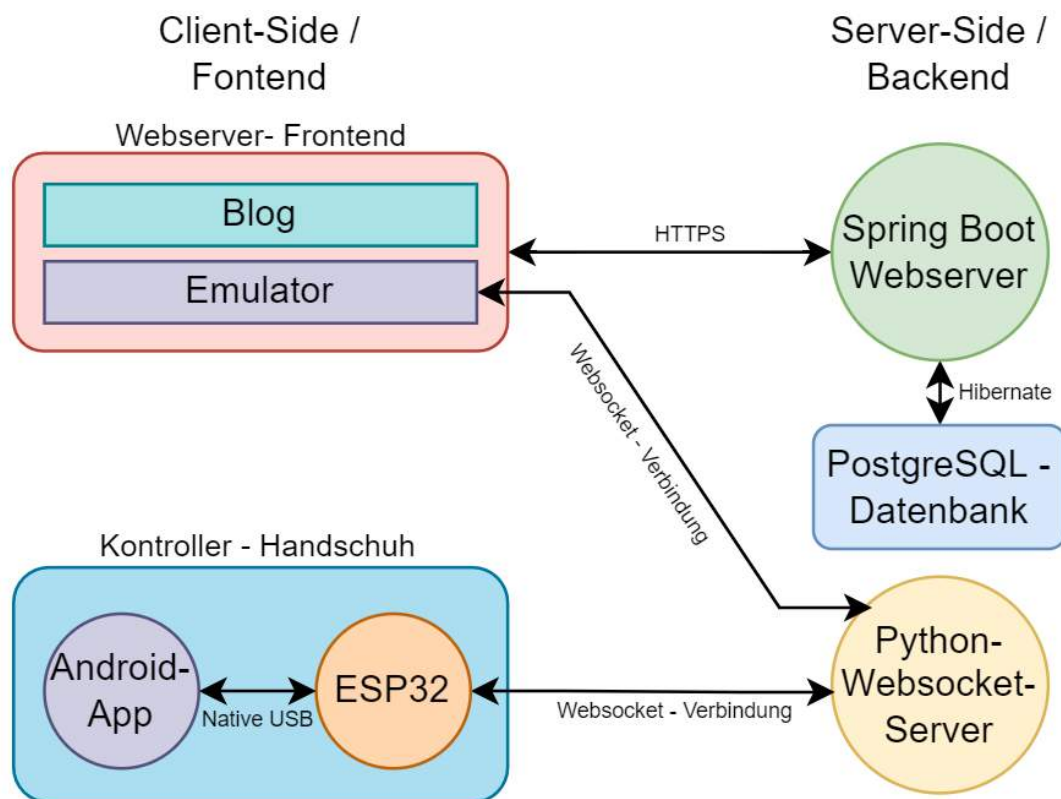 Client-Side /
Fontend
Server-Side /
Backend
Webserver- Frontend
Blog
Emulator
HTTPS
Spring Boot
Webserver
Hibernate
PostgreSQL -
Datenbank
Websocket - Verbindung
Kontroller - Handschuh
Android-
App
Native USB
ESP32
Websocket - Verbindung
Python-
Websocket-
Server